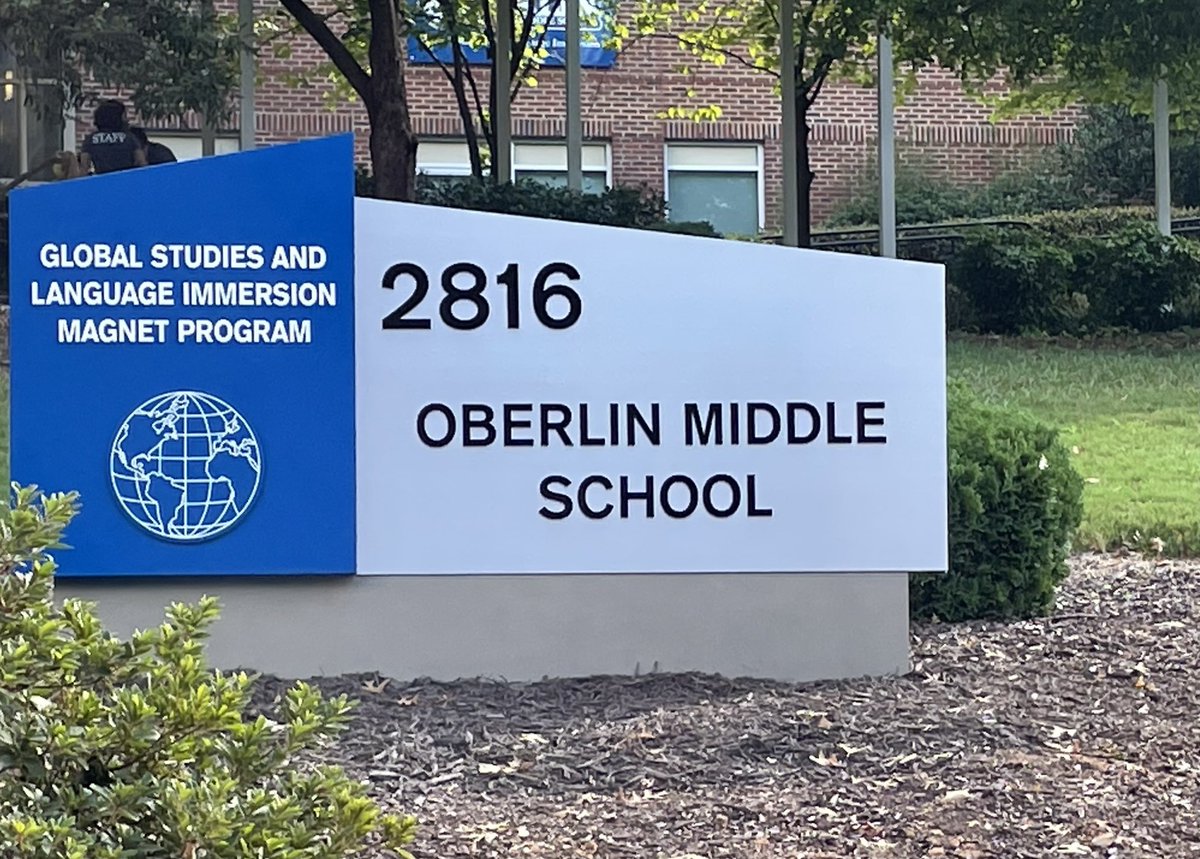 STAFF
GLOBAL STUDIES AND
LANGUAGE IMMERSION
MAGNET PROGRAM
2816
OBERLIN MIDDLE
SCHOOL